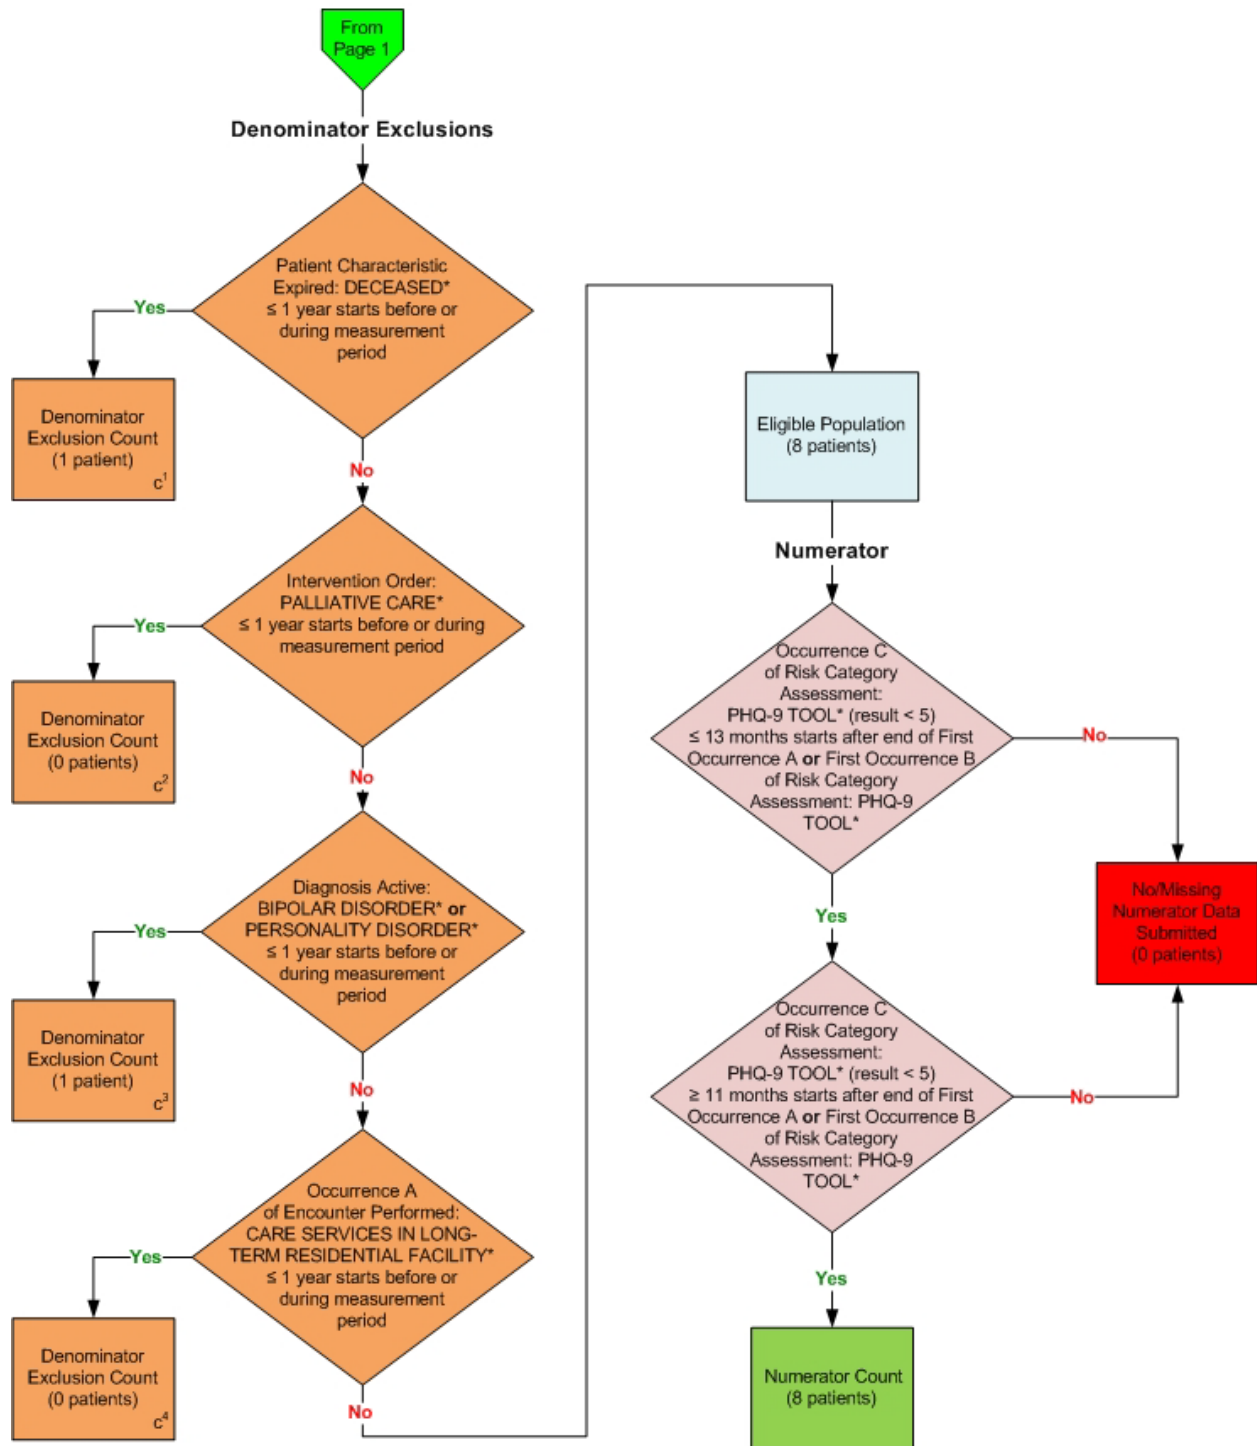 From
Page 1
Denominator Exclusions
Patient Characteristic
Expired: DECEASED*
≤ 1 year starts before or
during measurement
period
Yes
Denominator
Exclusion Count
(1 patient)
c¹
No
Intervention Order:
PALLIATIVE CARE*
≤ 1 year starts before or during
measurement period
Yes
Denominator
Exclusion Count
(0 patients)
c²
No
Diagnosis Active:
BIPOLAR DISORDER* or
PERSONALITY DISORDER*
≤ 1 year starts before or
during measurement
period
Yes
Denominator
Exclusion Count
(1 patient)
c³
No
Occurrence A
of Encounter Performed:
CARE SERVICES IN LONG-
TERM RESIDENTIAL FACILITY*
≤ 1 year starts before or
during measurement
period
Yes
Denominator
Exclusion Count
(0 patients)
c⁴
No
Eligible Population
(8 patients)
Numerator
Occurrence C
of Risk Category
Assessment:
PHQ-9 TOOL* (result < 5)
≤ 13 months starts after end of First
Occurrence A or First Occurrence B
of Risk Category
Assessment: PHQ-9
TOOL*
No
No/Missing
Numerator Data
Submitted
(0 patients)
Yes
Occurrence C
of Risk Category
Assessment:
PHQ-9 TOOL* (result < 5)
≥ 11 months starts after end of First
Occurrence A or First Occurrence B
of Risk Category
Assessment: PHQ-9
TOOL*
No
Yes
Numerator Count
(8 patients)